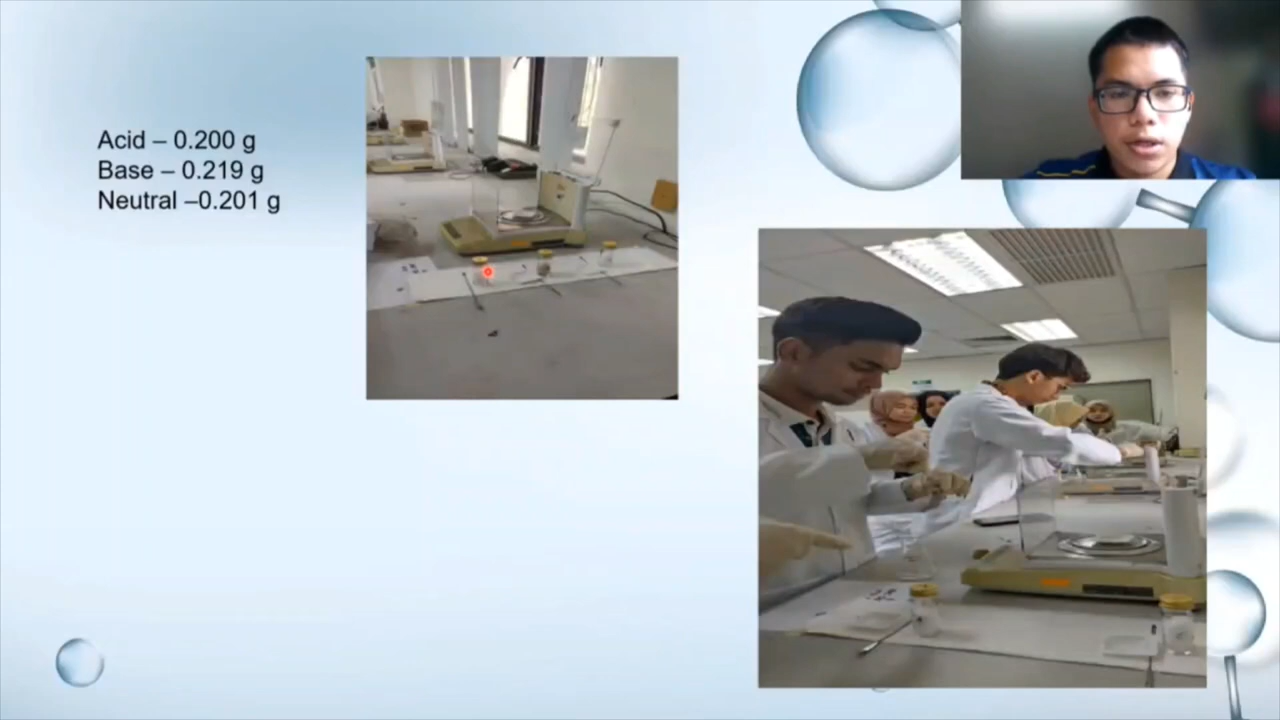 Acid – 0.200 g
Base – 0.219 g
Neutral –0.201 g